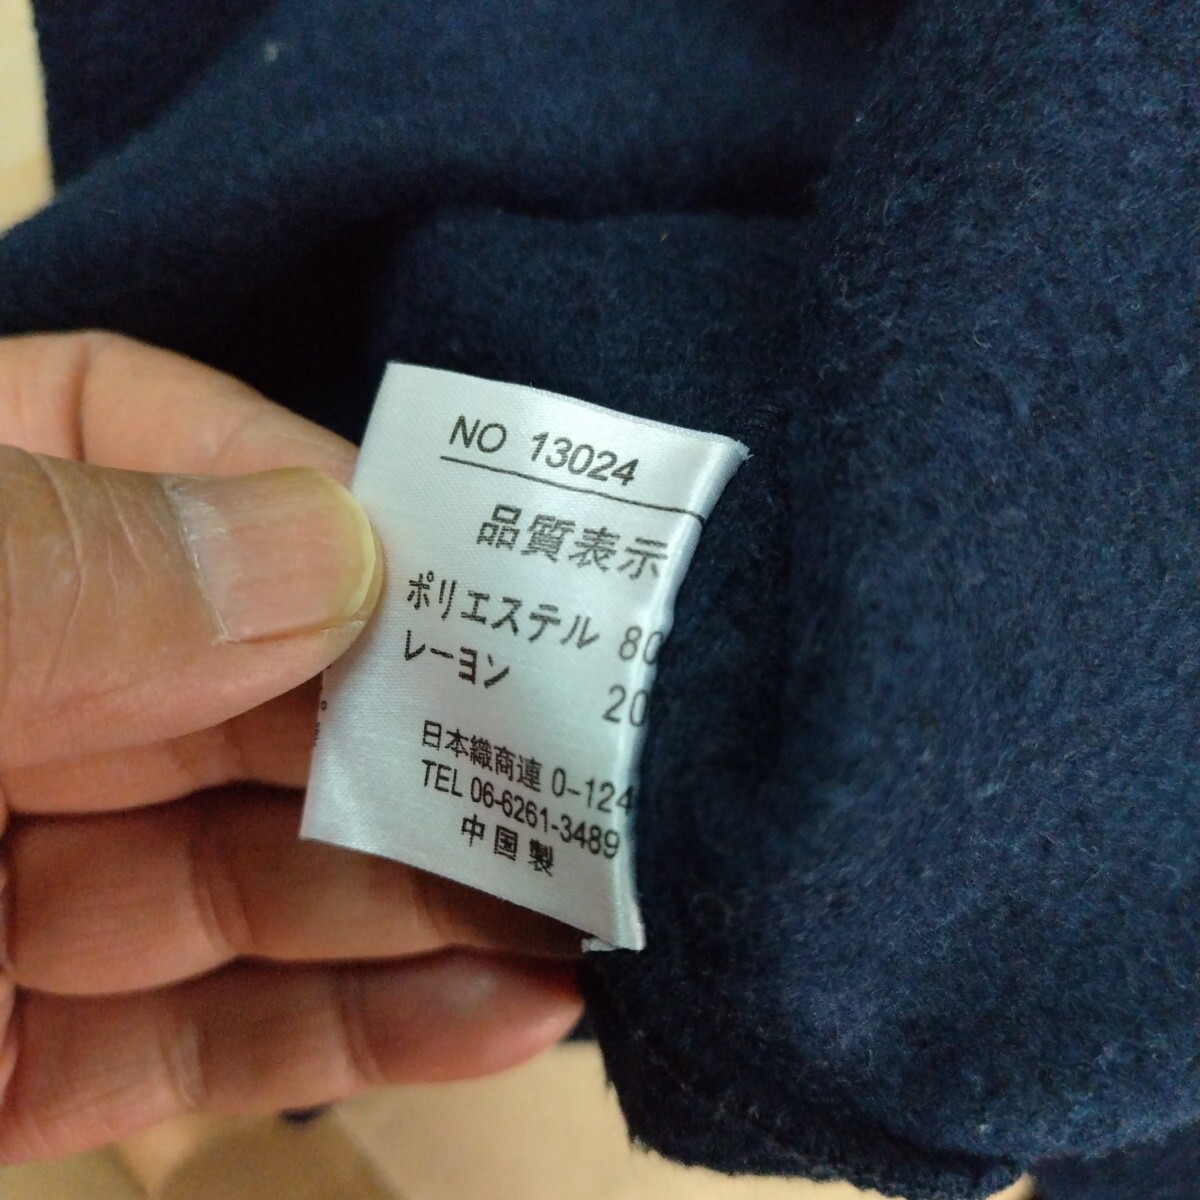 NO 13024
品質表示
ポリエステル 80
レーヨン 20
日本織商連 0-124
TEL 06-6261-3489
中国製